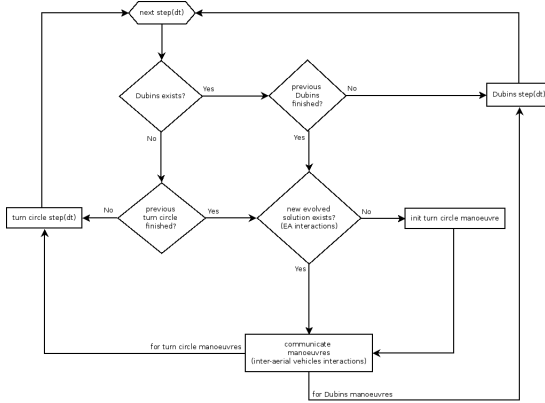 next step(dt)
Dubins exists?
Yes
previous
Dubins
finished?
No
Dubins step(dt)
No
Yes
turn circle step(dt)
No
previous
turn circle
finished?
Yes
new evolved
solution exists?
(EA interactions)
No
init turn circle manoeuvre
Yes
for turn circle manoeuvres
communicate
manoeuvres
(inter-aerial vehicles interactions)
for Dubins manoeuvres